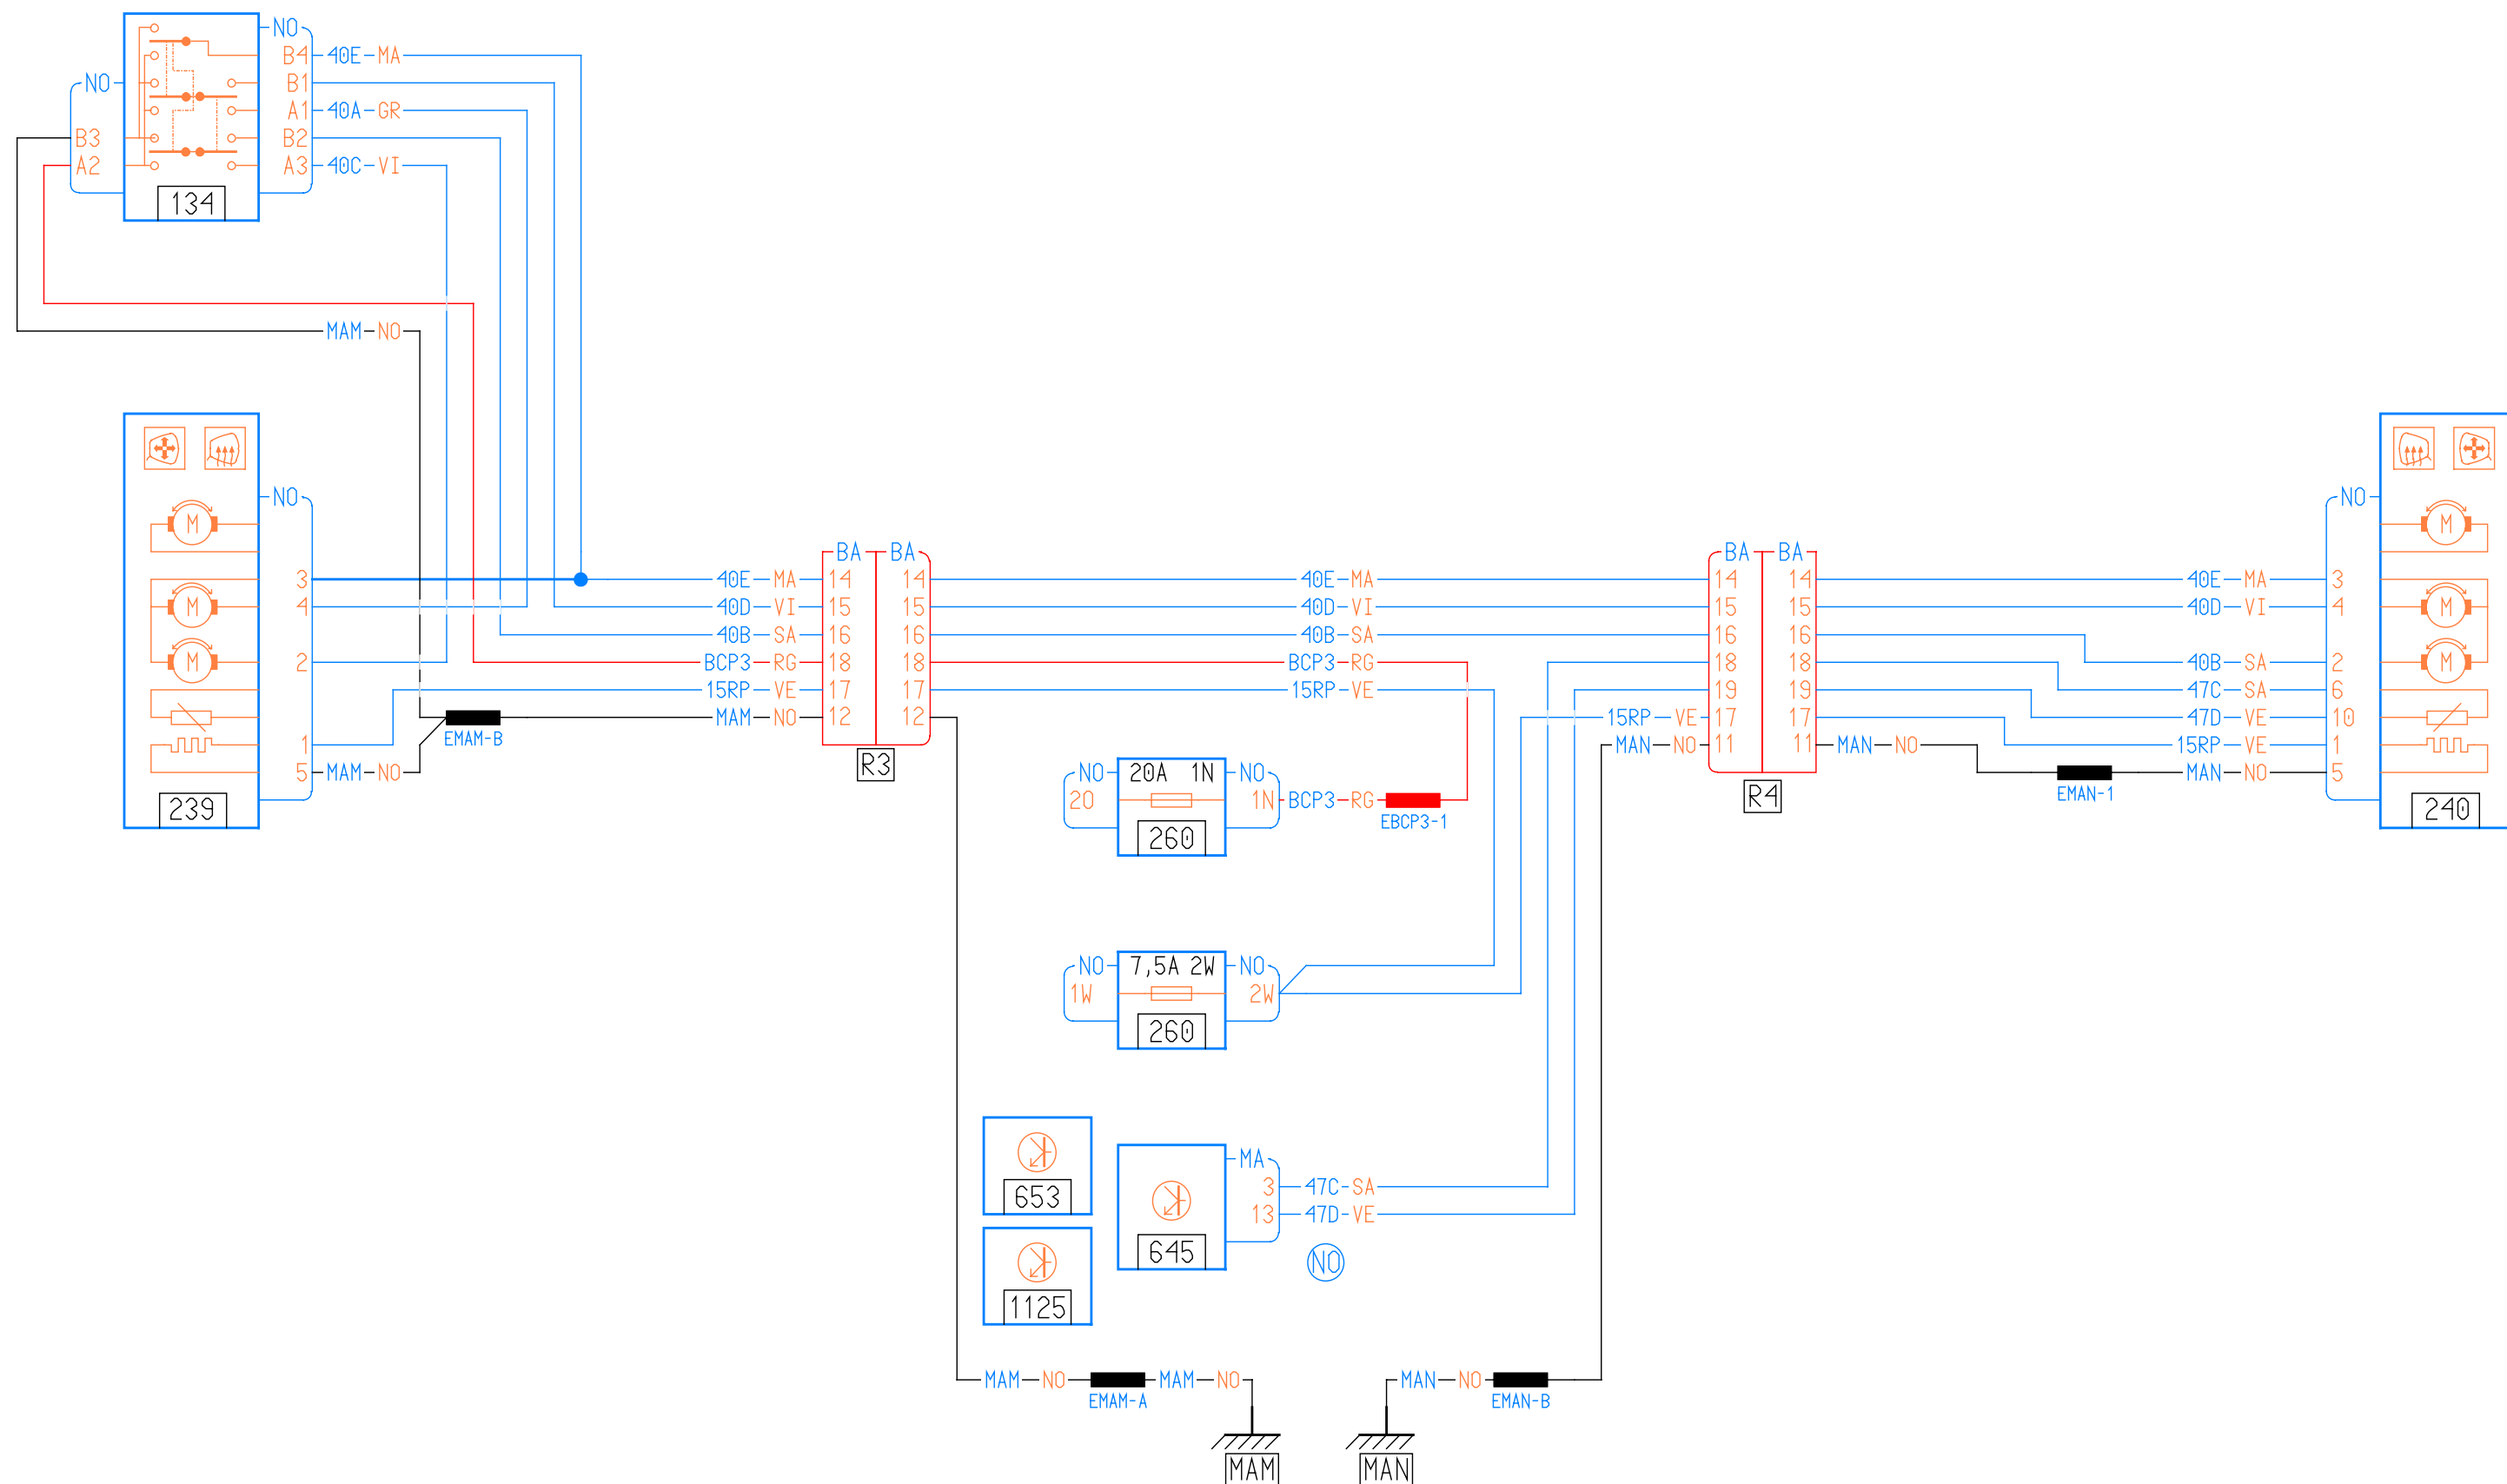 NO
B4 40E MA
NO B1
A1 40A GR
B3 B2
A2 A3 40C VI
134
MAM NO
M NO NO M
BA BA BA BA
3 40E MA 14 14 40E MA 14 14 40E MA 3
M 4 40D VI 15 15 40D VI 15 15 40D VI 4 M
40B SA 16 16 40B SA 16 16
M 2 BCP3 RG 18 18 BCP3 RG 18 18 40B SA 2 M
15RP VE 17 17 15RP VE 19 19 47C SA 6
MAM NO 12 12 15RP VE 17 17 47D VE 10
EMAM-B
1 MAN NO 11 11 MAN NO 15RP VE 1
R3
5 MAM NO NO 20A 1N NO MAN NO 5
EMAN-1
2O 1N BCP3 RG R4
239 EBCP3-1 240
260
NO 7,5A 2W NO
1W 2W
260
MA
653 3 47C SA
13 47D VE
645 NO
1125
MAM NO MAM NO MAN NO
EMAM-A EMAN-B
MAM MAN